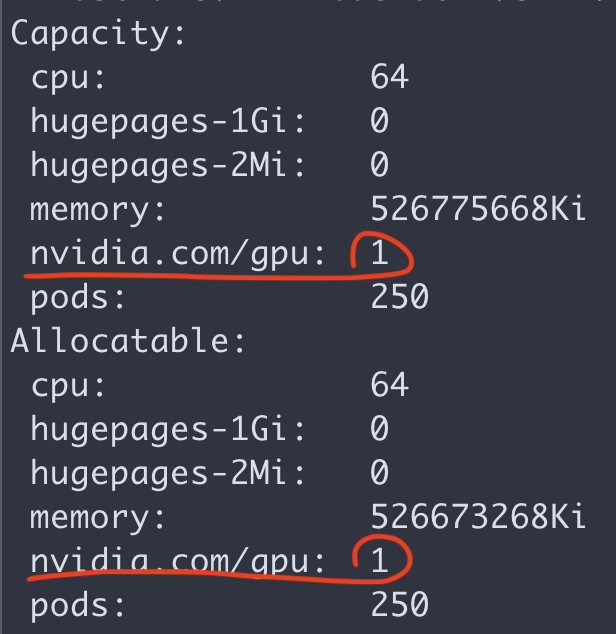 Capacity:
cpu: 64
hugepages-1Gi: 0
hugepages-2Mi: 0
memory: 526775668Ki
nvidia.com/gpu: 1
pods: 250
Allocatable:
cpu: 64
hugepages-1Gi: 0
hugepages-2Mi: 0
memory: 526673268Ki
nvidia.com/gpu: 1
pods: 250